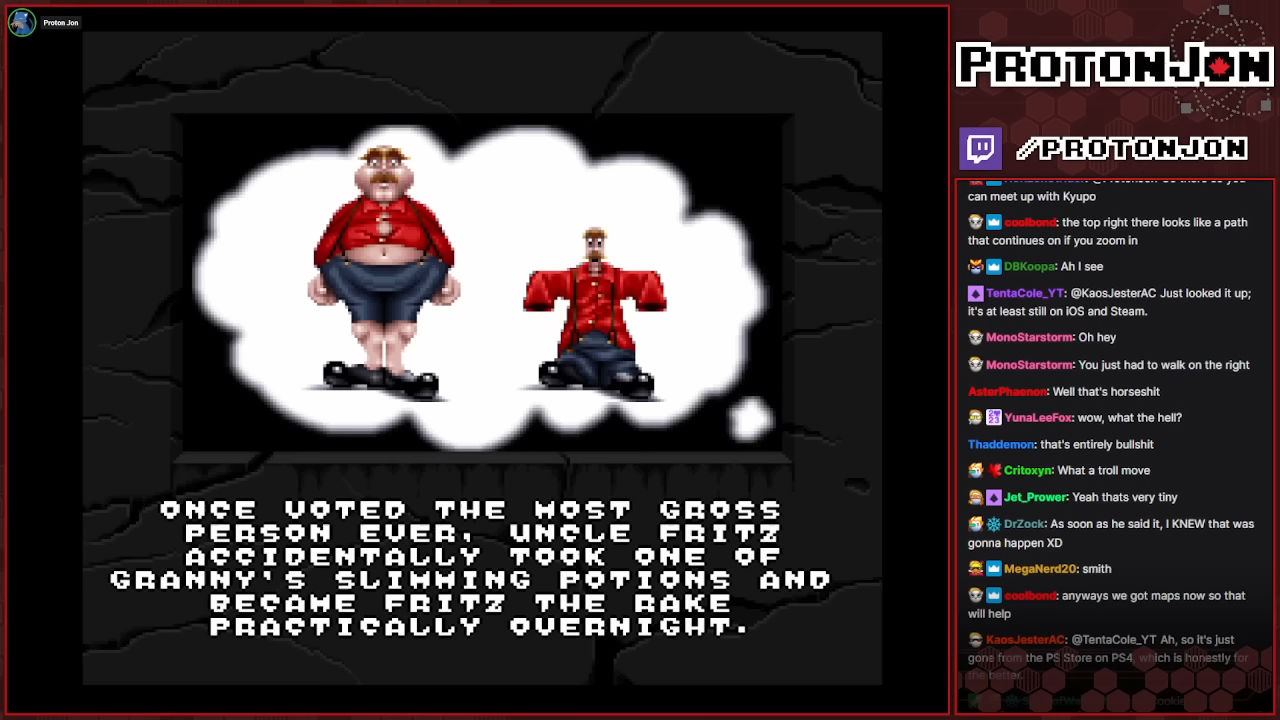 Proton Jon
ONCE VOTED THE MOST GROSS
PERSON EVER, UNCLE FRITZ
ACCIDENTALLY TOOK ONE OF
GRANNY'S SLIMMING POTIONS AND
BECAME FRITZ THE RAKE
PRACTICALLY OVERNIGHT.
PROTONJON
/PROTONJON
can meet up with Kyupo
coolbond: the top right there looks like a path
that continues on if you zoom in
DBKoopa: Ah I see
TentaCole_YT: @KaosJesterAC Just looked it up;
it's at least still on iOS and Steam.
MonoStarstorm: Oh hey
MonoStarstorm: You just had to walk on the right
AsterPhaenon: Well that's horseshit
YunaLeeFox: wow, what the hell?
Thaddemon: that's entirely bullshit
Critoxyn: What a troll move
Jet_Prower: Yeah thats very tiny
DrZock: As soon as he said it, I KNEW that was
gonna happen XD
MegaNerd20: smith
coolbond: anyways we got maps now so that
will help
KaosJesterAC: @TentaCole_YT Ah, so it's just
gone from the PS Store on PS4, which is honestly for
the better.